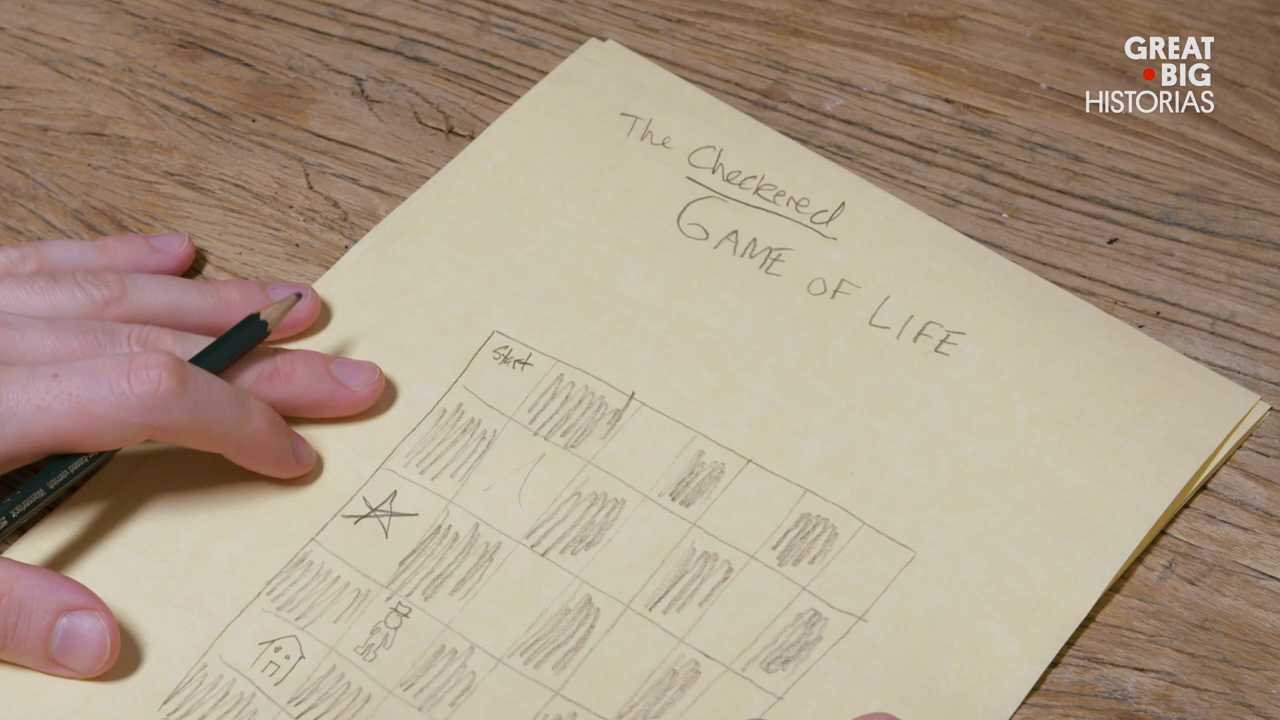 GREAT
BIG
HISTORIAS
The Checkered
GAME OF LIFE
Start